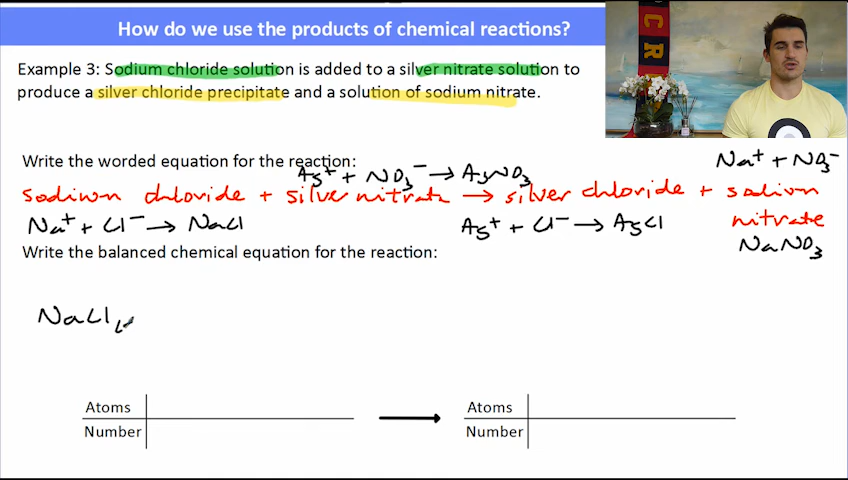 How do we use the products of chemical reactions?
Example 3: Sodium chloride solution is added to a silver nitrate solution to
produce a silver chloride precipitate and a solution of sodium nitrate.
Write the worded equation for the reaction:
Ag⁺ + NO₃⁻ → AgNO₃
Na⁺ + NO₃⁻
sodium chloride + silver nitrate → silver chloride + sodium
nitrate
Na⁺ + Cl⁻ → NaCl
Ag⁺ + Cl⁻ → AgCl
NaNO₃
Write the balanced chemical equation for the reaction:
NaCl(
Atoms
Number
Atoms
Number